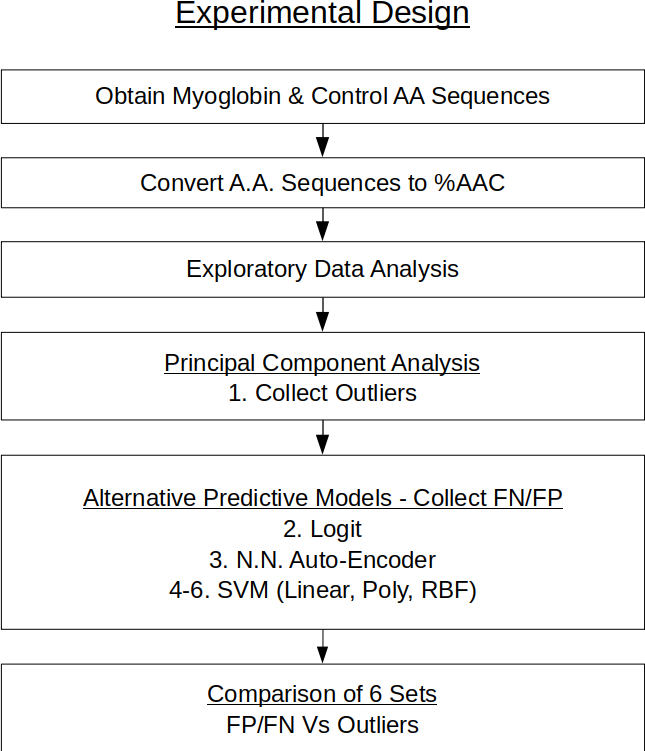 Experimental Design
Obtain Myoglobin & Control AA Sequences
Convert A.A. Sequences to %AAC
Exploratory Data Analysis
Principal Component Analysis
1. Collect Outliers
Alternative Predictive Models - Collect FN/FP
2. Logit
3. N.N. Auto-Encoder
4-6. SVM (Linear, Poly, RBF)
Comparison of 6 Sets
FP/FN Vs Outliers